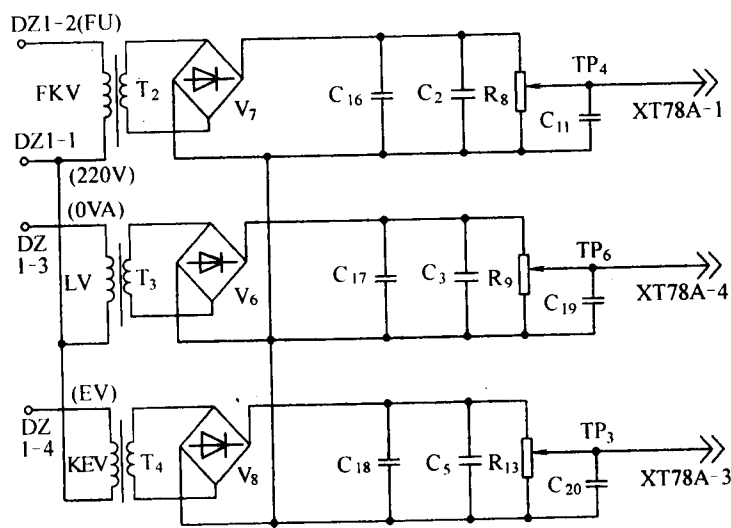 DZ1-2(FU)
FKV
T2
V7
C16
C2
R8
TP4
C11
XT78A-1
DZ1-1
(220V)
(0VA)
DZ
1-3
LV
T3
V6
C17
C3
R9
TP6
C19
XT78A-4
(EV)
DZ
1-4
KEV
T4
V8
C18
C5
R13
TP3
C20
XT78A-3